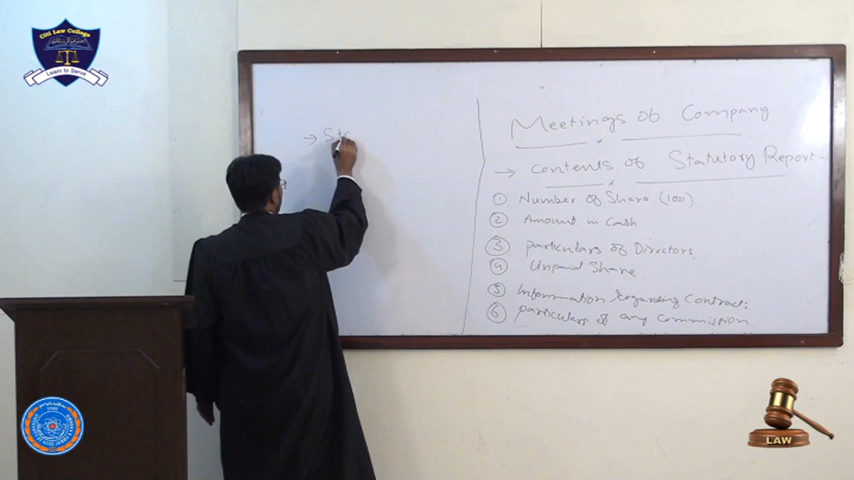 Citi Law College
Learn to Serve
→ Sta
Meetings of Company
→ Contents of Statutory Report.
① Number of Share. (100)
② Amount in Cash
③ particulars of Directors
④ Unpaid Share.
⑤ Information regarding Contract:
⑥ particulars of any Commission.
LAW